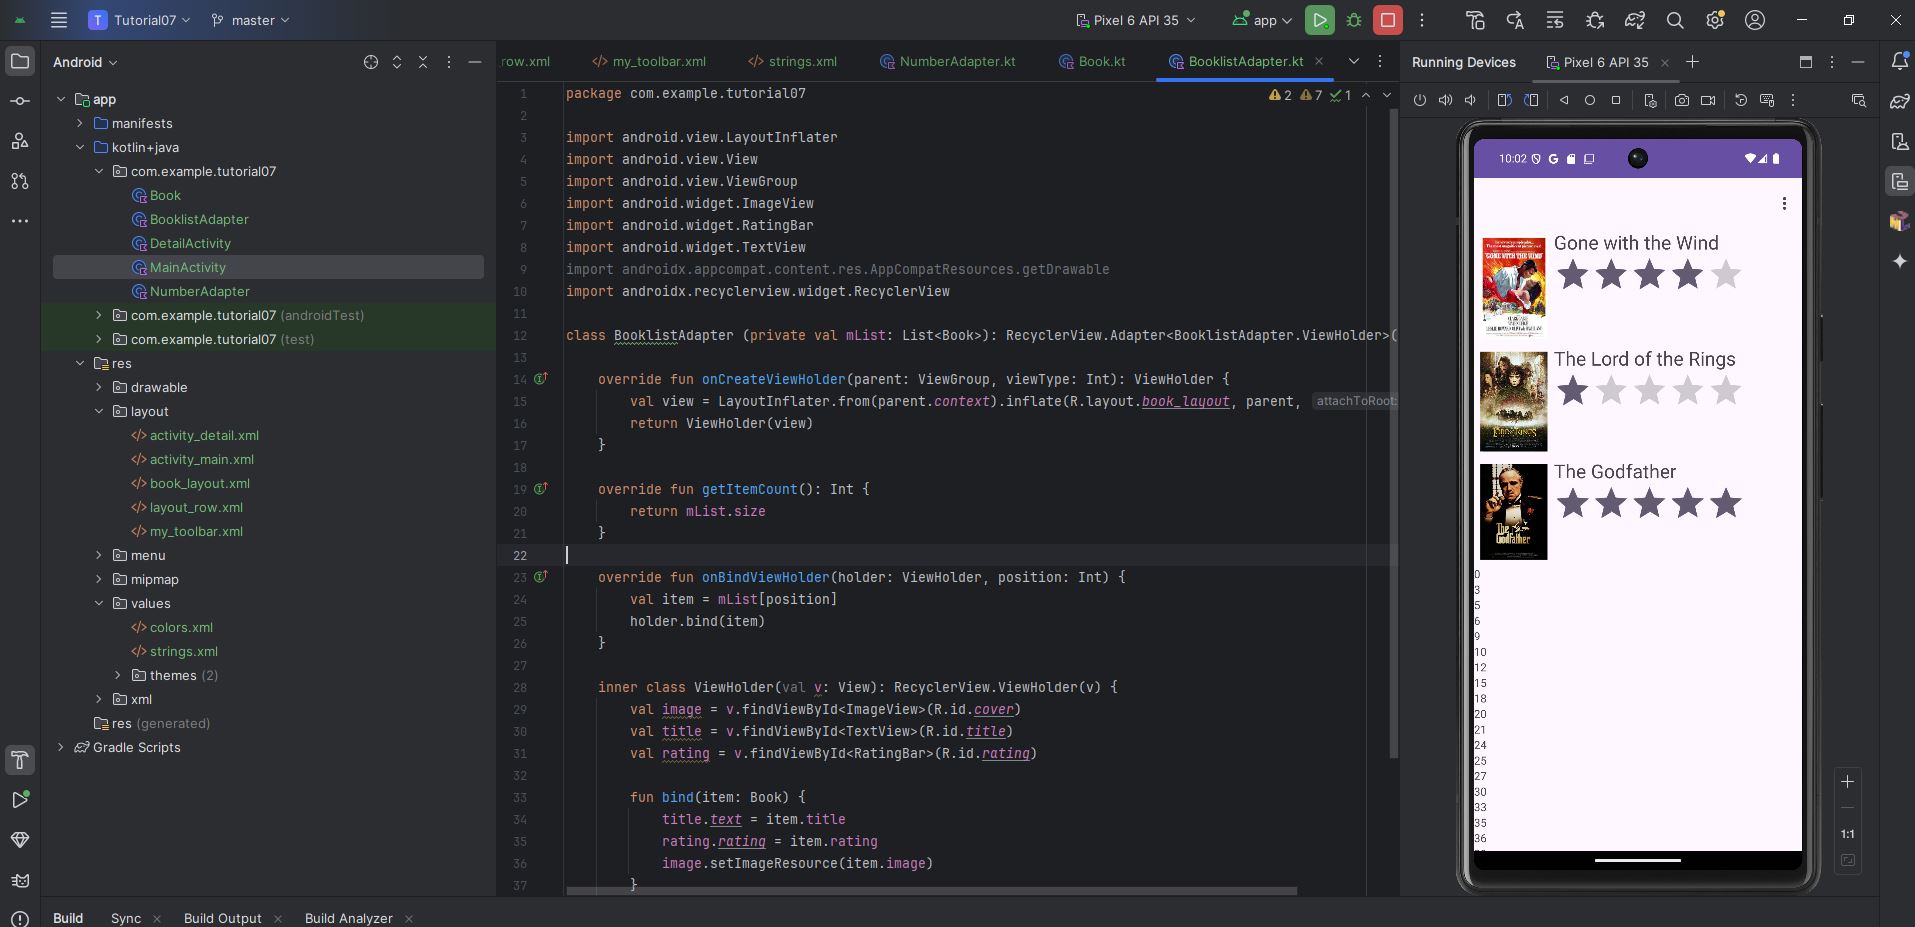 T Tutorial07 master Pixel 6 API 35 app
Android
app
manifests
kotlin+java
com.example.tutorial07
Book
BooklistAdapter
DetailActivity
MainActivity
NumberAdapter
com.example.tutorial07 (androidTest)
com.example.tutorial07 (test)
res
drawable
layout
activity_detail.xml
activity_main.xml
book_layout.xml
layout_row.xml
my_toolbar.xml
menu
mipmap
values
colors.xml
strings.xml
themes (2)
xml
res (generated)
Gradle Scripts
_row.xml my_toolbar.xml strings.xml NumberAdapter.kt Book.kt BooklistAdapter.kt
2 7 1
1 package com.example.tutorial07
2
3 import android.view.LayoutInflater
4 import android.view.View
5 import android.view.ViewGroup
6 import android.widget.ImageView
7 import android.widget.RatingBar
8 import android.widget.TextView
9 import androidx.appcompat.content.res.AppCompatResources.getDrawable
10 import androidx.recyclerview.widget.RecyclerView
11
12 class BooklistAdapter (private val mList: List<Book>): RecyclerView.Adapter<BooklistAdapter.ViewHolder>(
13
14 override fun onCreateViewHolder(parent: ViewGroup, viewType: Int): ViewHolder {
15 val view = LayoutInflater.from(parent.context).inflate(R.layout.book_layout, parent, attachToRoot:
16 return ViewHolder(view)
17 }
18
19 override fun getItemCount(): Int {
20 return mList.size
21 }
22
23 override fun onBindViewHolder(holder: ViewHolder, position: Int) {
24 val item = mList[position]
25 holder.bind(item)
26 }
27
28 inner class ViewHolder(val v: View): RecyclerView.ViewHolder(v) {
29 val image = v.findViewById<ImageView>(R.id.cover)
30 val title = v.findViewById<TextView>(R.id.title)
31 val rating = v.findViewById<RatingBar>(R.id.rating)
32
33 fun bind(item: Book) {
34 title.text = item.title
35 rating.rating = item.rating
36 image.setImageResource(item.image)
37 }
Running Devices Pixel 6 API 35
10:02
Gone with the Wind
"GONE WITH THE WIND"
The Lord of the Rings
The Godfather
The
Godfather
0
3
5
6
9
10
12
15
18
20
21
24
25
27
30
33
35
36
1:1
Build Sync Build Output Build Analyzer